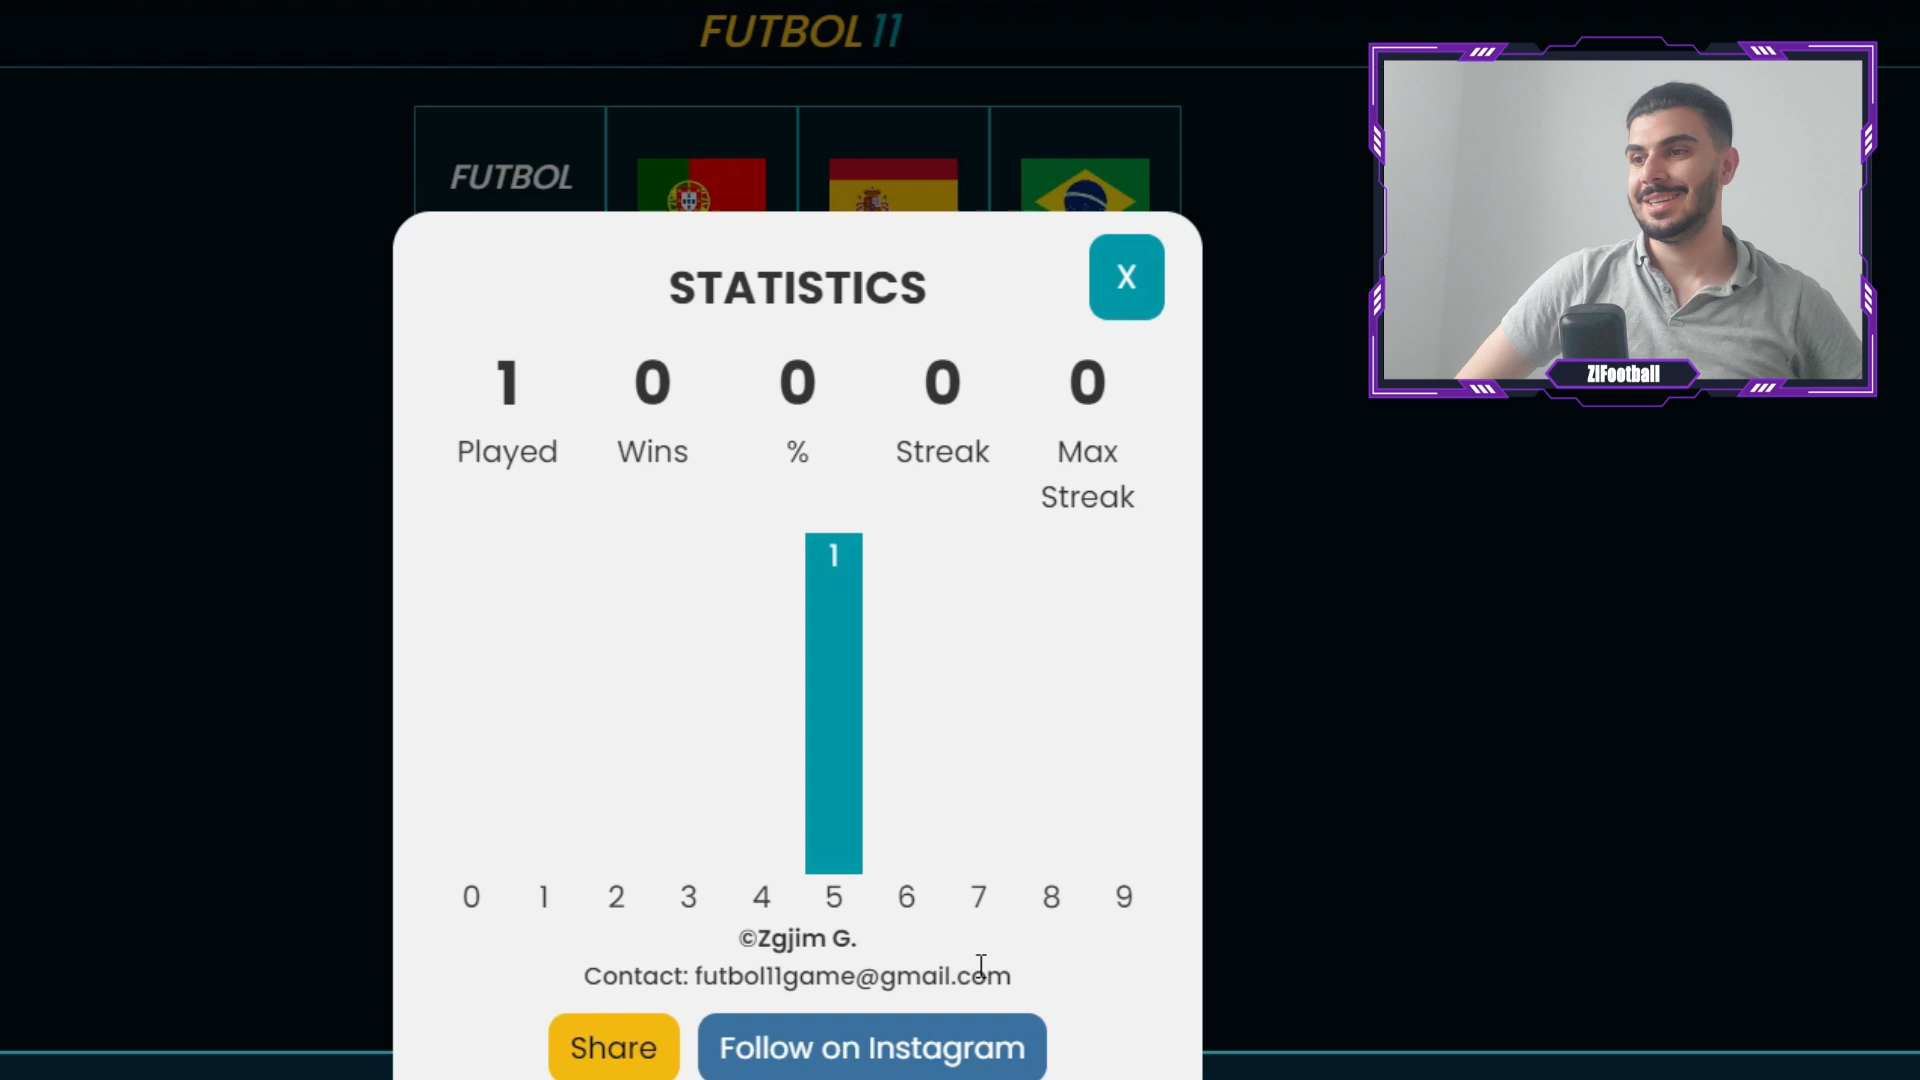 FUTBOL 11
FUTBOL
STATISTICS
X
1 0 0 0 0
Played Wins % Streak Max Streak
1
0 1 2 3 4 5 6 7 8 9
©Zgjim G.
Contact: futbol11game@gmail.com
Share Follow on Instagram
ZIFootball